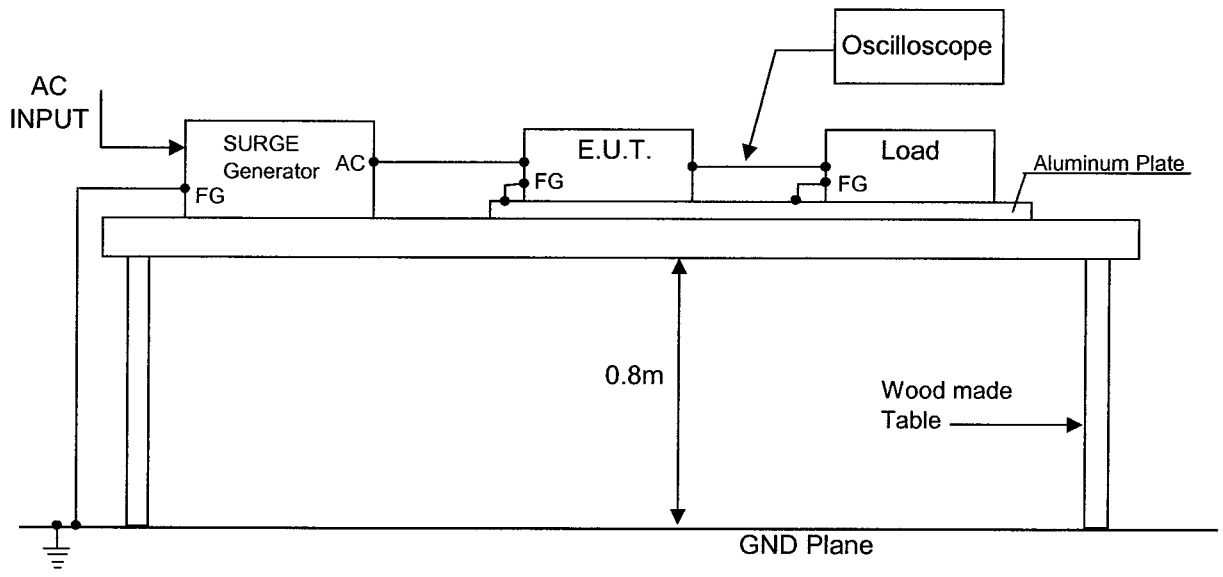 Oscilloscope
AC
INPUT
SURGE
Generator
AC
FG
E.U.T.
FG
Load
FG
Aluminum Plate
0.8m
Wood made
Table
GND Plane